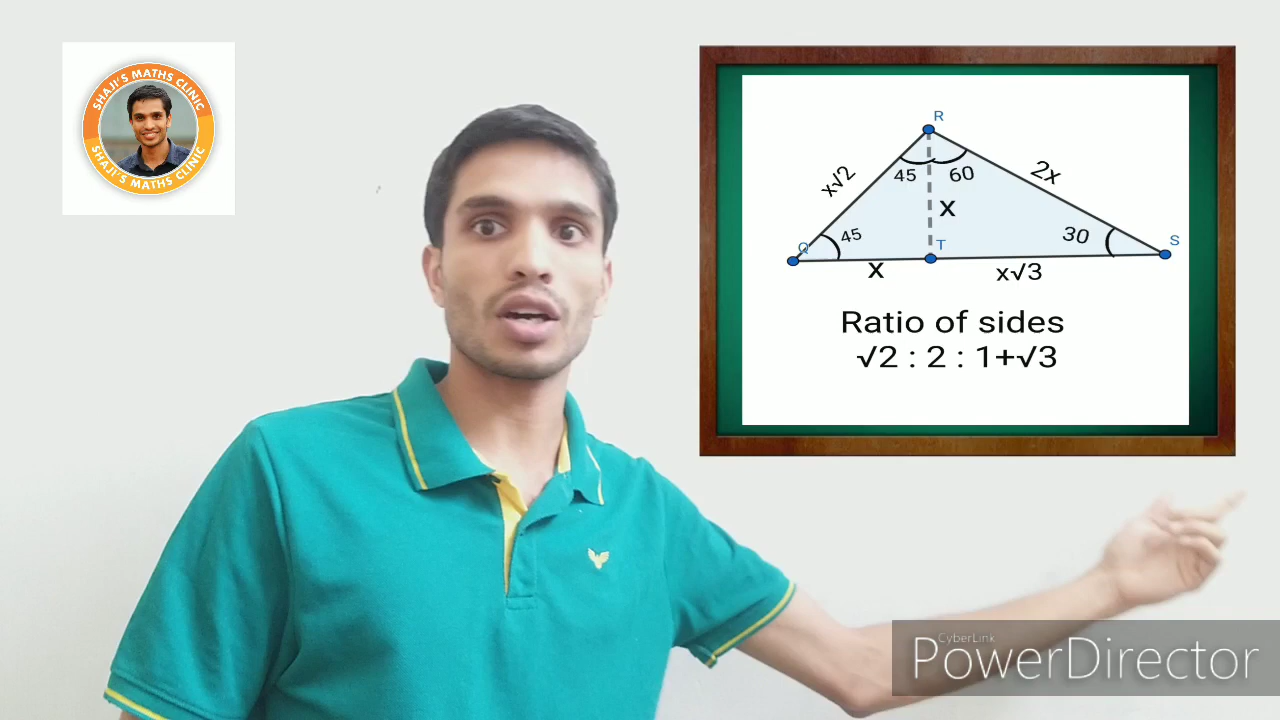 SHAJI'S MATHS CLINIC
SHAJI'S MATHS CLINIC
R
x√2
2x
45
60
x
Q
45
30
S
T
x
x√3
Ratio of sides
√2 : 2 : 1+√3
CyberLink
PowerDirector